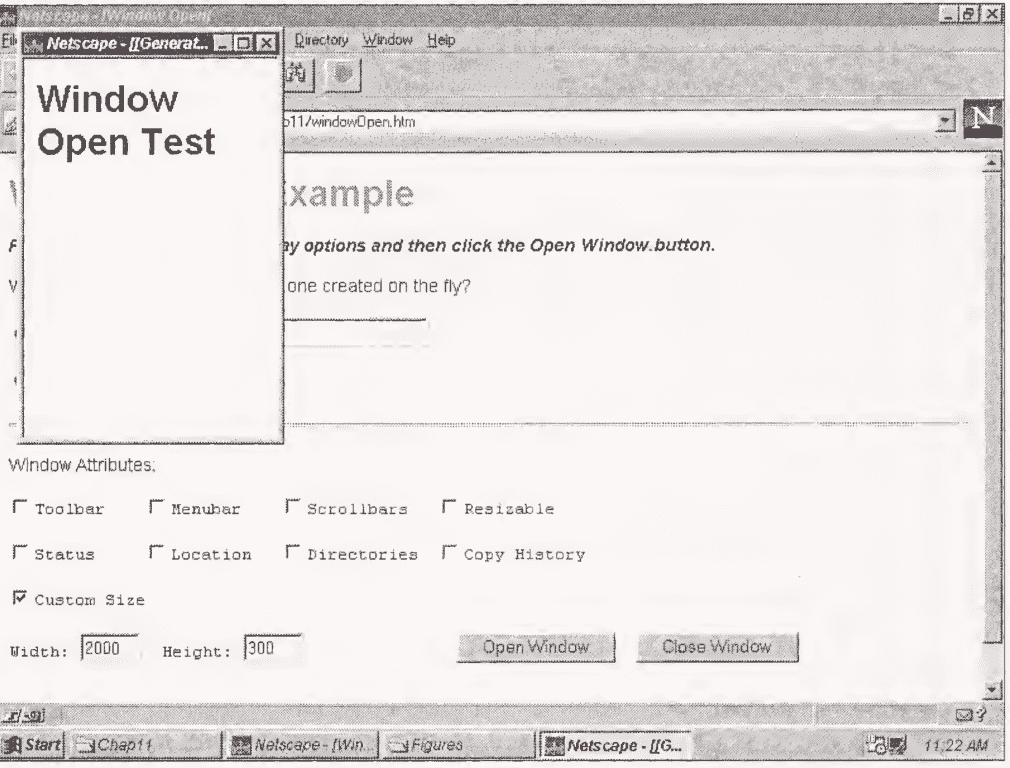 Netscape - [Window Open]
Netscape - [[Generat...
Directory Window Help
Window
Open Test
p11/windowOpen.htm
N
Example
ay options and then click the Open Window.button.
one created on the fly?
Window Attributes:
Toolbar Menubar Scrollbars Resizable
Status Location Directories Copy History
Custom Size
Width: 2000 Height: 300 Open Window Close Window
Start Chap11 Netscape - [Win... Figures Netscape - [[G... 11:22 AM